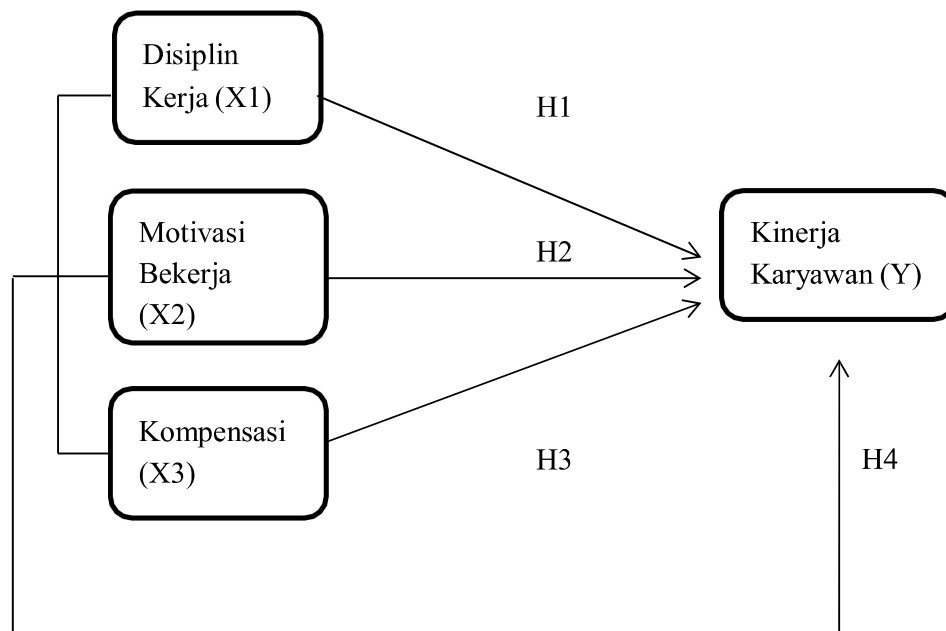 Disiplin
Kerja (X1)
H1
Motivasi
Bekerja
(X2)
H2
Kinerja
Karyawan (Y)
Kompensasi
(X3)
H3
H4